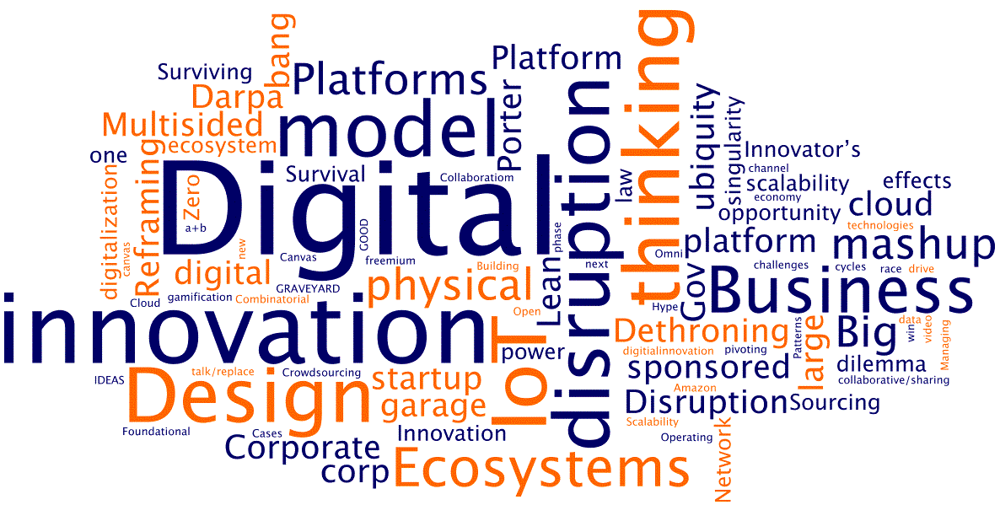 bang
thinking
Platform
Surviving
Platforms
Darpa
Porter
disruption
ubiquity
singularity
Multisided
model
ecosystem
one
Reframing
Digital
Innovator’s
channel
digitalization
Zero
Survival
Collaboratiom
law
scalability
effects
economy
cloud
opportunity
a+b
GOOD
phase
technologies
canvas
new
Canvas
freemium
Lean
next
Omni
platform
mashup
digital
physical
Building
Gov
challenges
cycles
race
drive
GRAVEYARD
Business
Cloud
gamification
Combinatorial
Open
Hype
innovation
IoT
power
Dethroning
large
Patterns
Big
data
win
video
Managing
digitialinnovation
pivoting
sponsored
dilemma
IDEAS
talk/replace
Crowdsourcing
startup
collaborative/sharing
Design
garage
Amazon
Disruption
Sourcing
Foundational
Cases
Innovation
Scalability
Operating
Network
Corporate
corp
Ecosystems